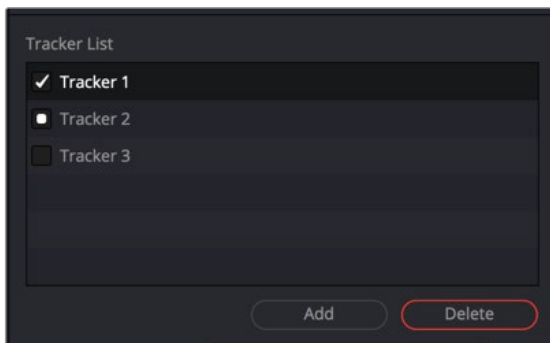 Tracker List
Tracker 1
Tracker 2
Tracker 3
Add Delete